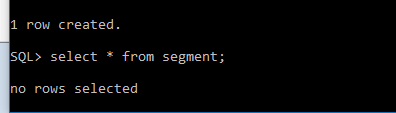 1 row created.
SQL> select * from segment;
no rows selected